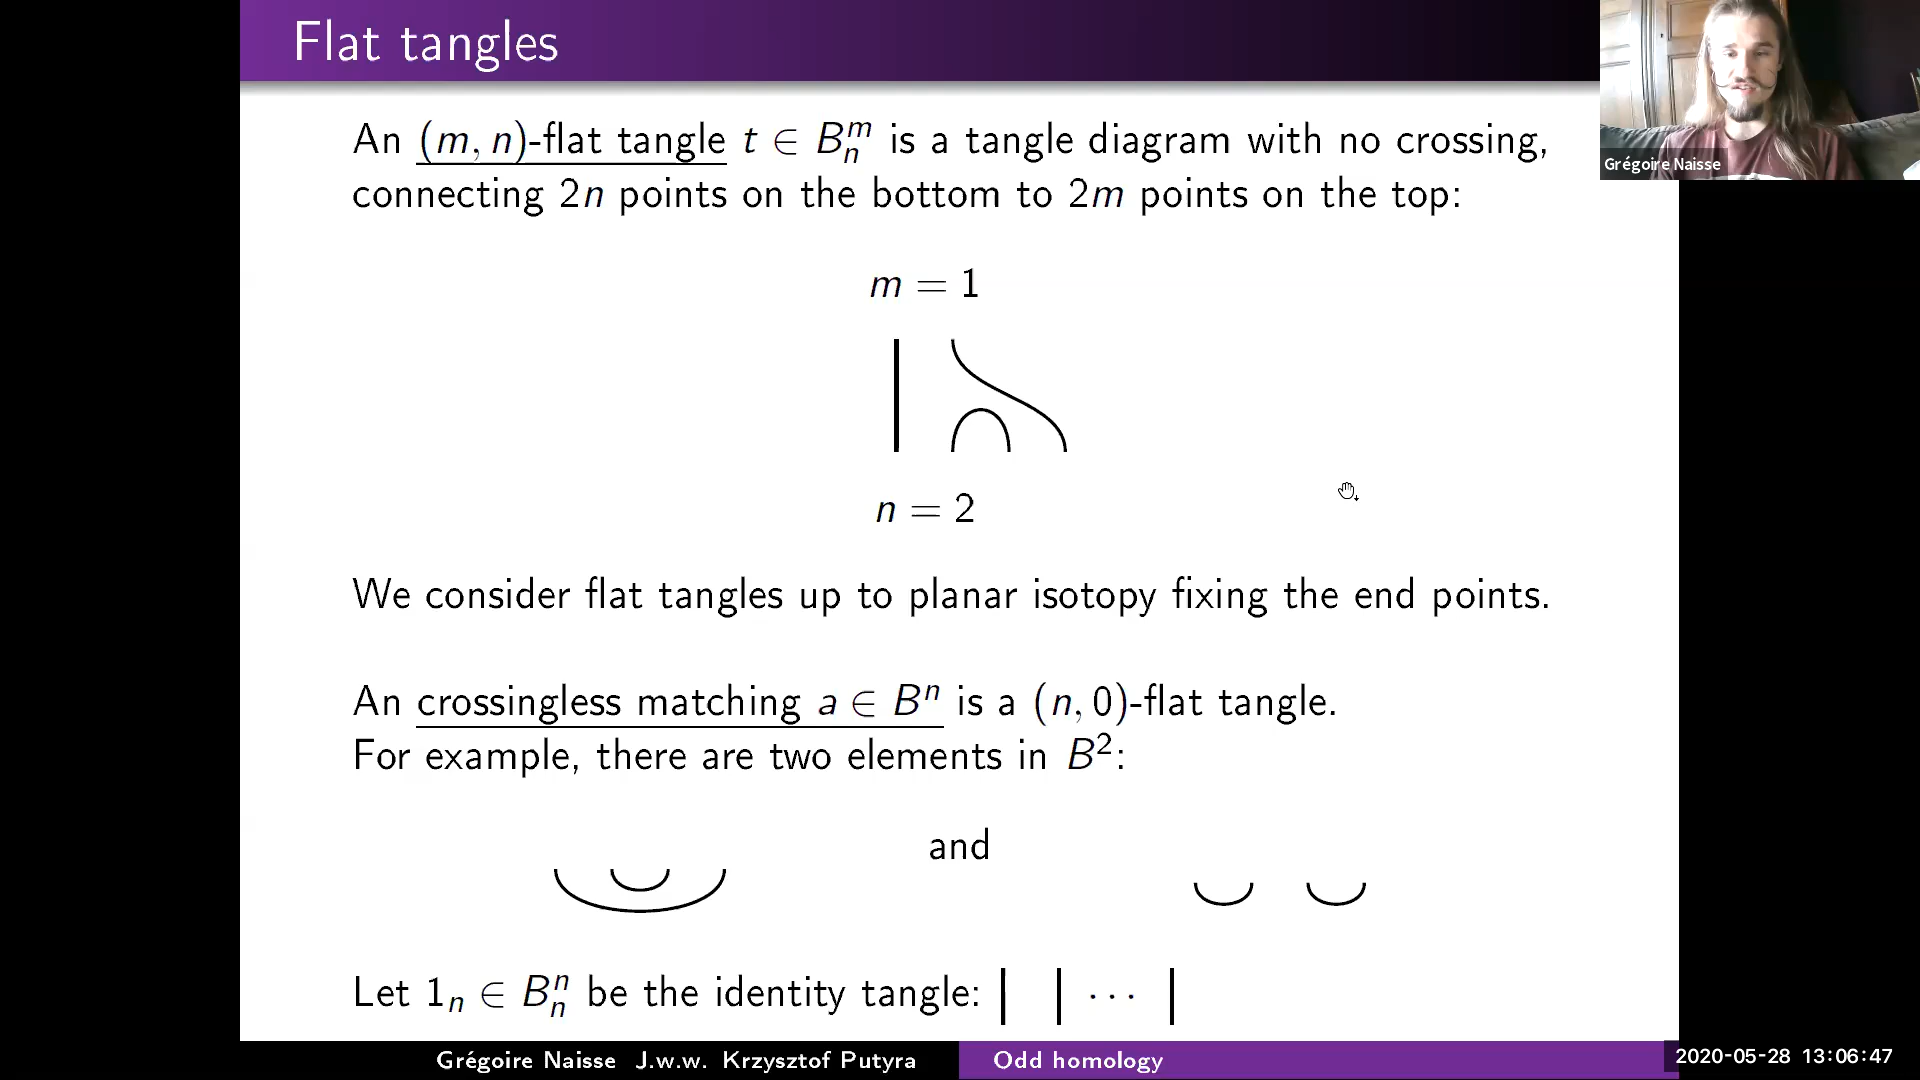 Flat tangles
Grégoire Naisse
An (m, n)-flat tangle t ∈ B_n^m is a tangle diagram with no crossing,
connecting 2n points on the bottom to 2m points on the top:
m = 1
n = 2
We consider flat tangles up to planar isotopy fixing the end points.
An crossingless matching a ∈ B^n is a (n, 0)-flat tangle.
For example, there are two elements in B^2:
and
Let 1_n ∈ B_n^n be the identity tangle: | | ··· |
Grégoire Naisse J.w.w. Krzysztof Putyra
Odd homology
2020-05-28 13:06:47